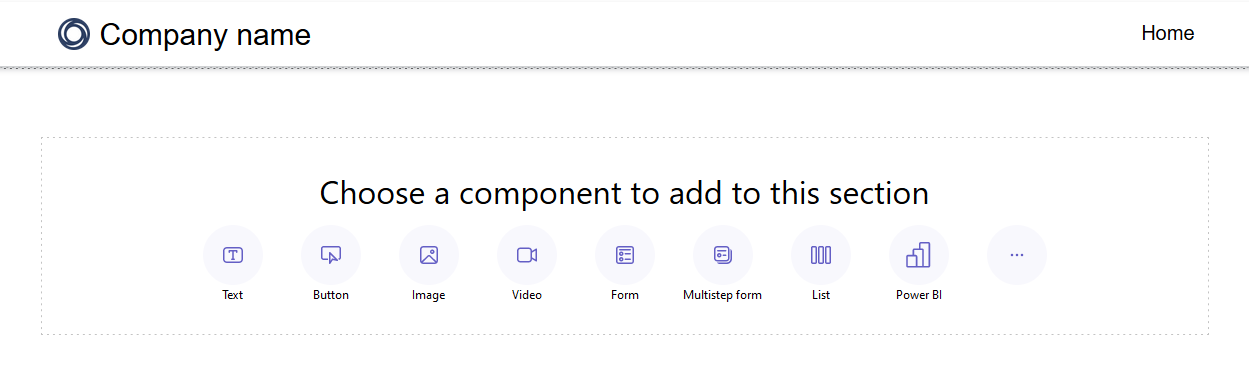 Company name
Home
Choose a component to add to this section
Text
Button
Image
Video
Form
Multistep form
List
Power BI